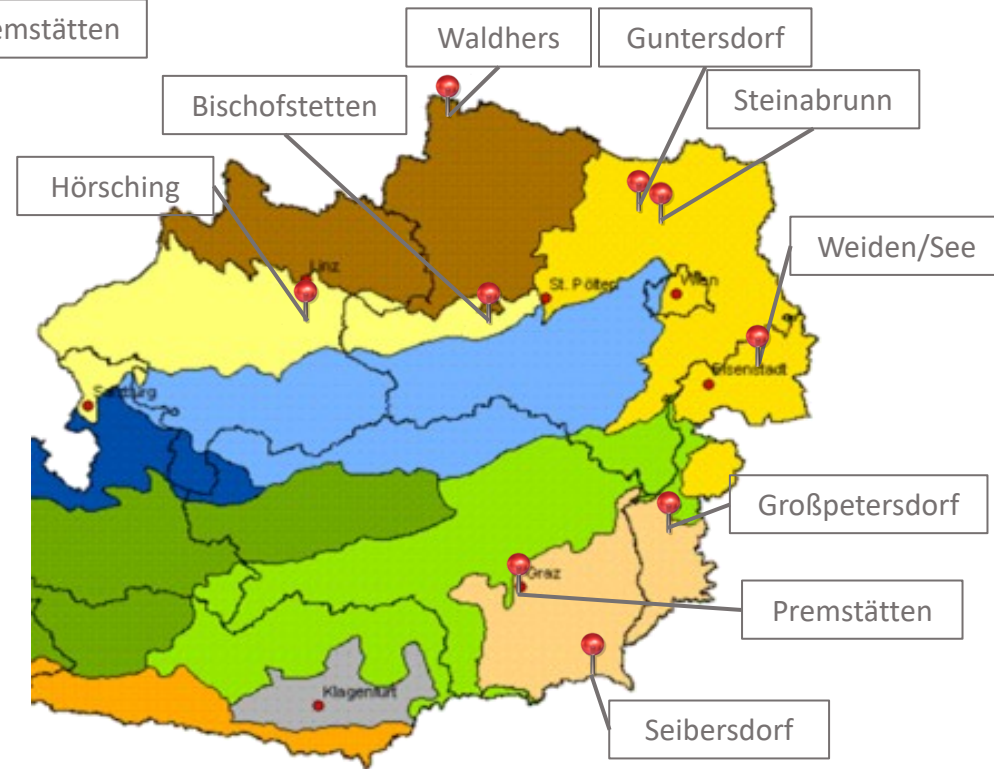 emstätten
Waldhers
Guntersdorf
Bischofstetten
Steinabrunn
Hörsching
Weiden/See
Linz
St. Pölten
Wien
Eisenstadt
Salzburg
Großpetersdorf
Graz
Premstätten
Klagenfurt
Seibersdorf